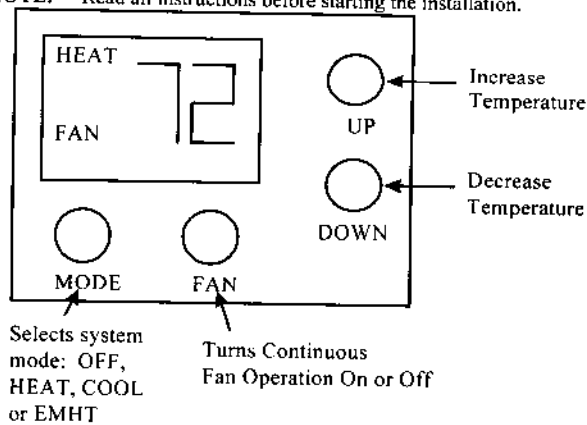 NOTE: Read all instructions before starting the installation.
HEAT 72
FAN
UP
DOWN
MODE
FAN
Increase
Temperature
Decrease
Temperature
Selects system
mode: OFF,
HEAT, COOL
or EMHT
Turns Continuous
Fan Operation On or Off